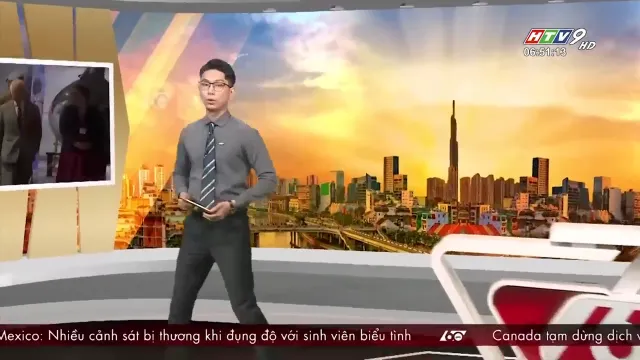 HTV9 HD
06:51:13
Mexico: Nhiều cảnh sát bị thương khi đụng độ với sinh viên biểu tình
60 Canada tạm dừng dịch v